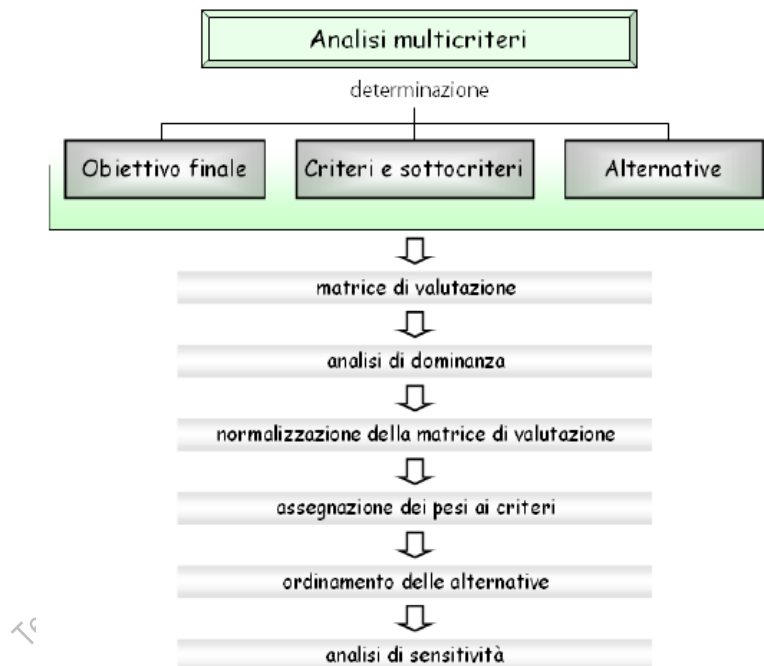 Analisi multicriteri
determinazione
Obiettivo finale
Criteri e sottocriteri
Alternative
matrice di valutazione
analisi di dominanza
normalizzazione della matrice di valutazione
assegnazione dei pesi ai criteri
ordinamento delle alternative
analisi di sensitività